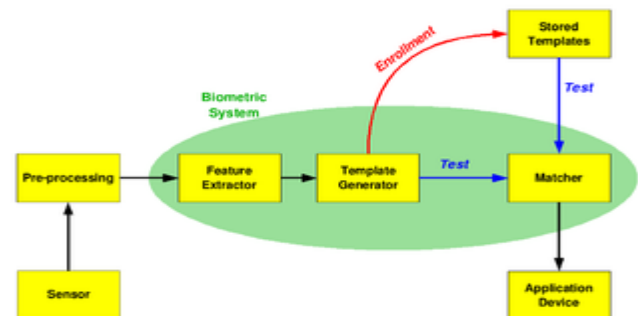 Stored
Templates
Enrollment
Test
Biometric
System
Pre-processing
Feature
Extractor
Template
Generator
Test
Matcher
Sensor
Application
Device